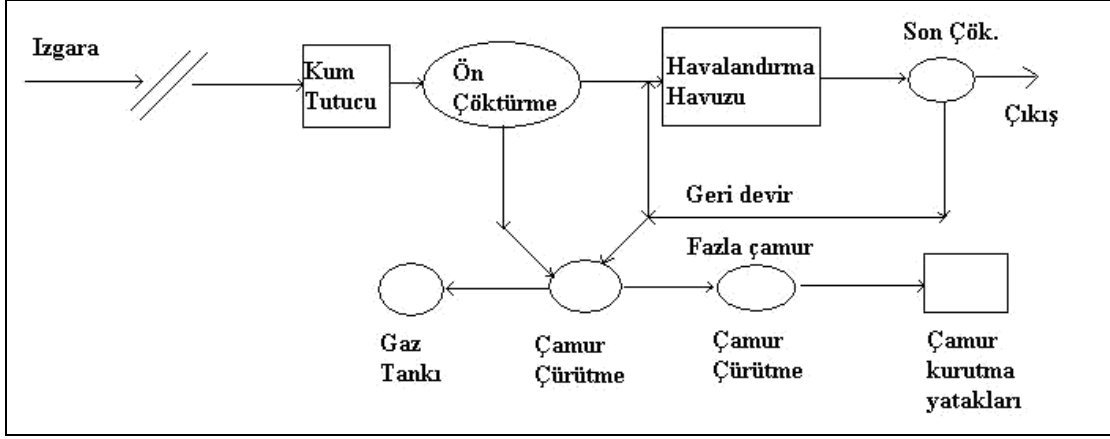 Izgara
Kum
Tutucu
Ön
Çöktürme
Havalandırma
Havuzu
Son Çök.
Çıkış
Geri devir
Fazla çamur
Gaz
Tankı
Çamur
Çürütme
Çamur
Çürütme
Çamur
kurutma
yatakları